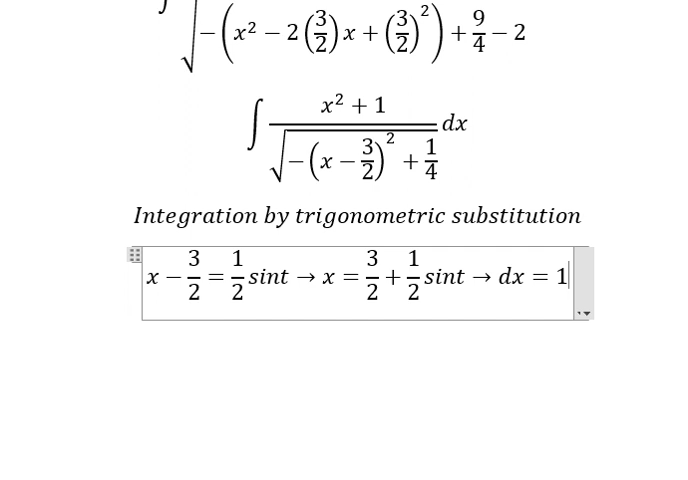 ∫ √−(x² − 2(3/2)x + (3/2)²) + 9/4 − 2
∫ (x² + 1)/√(−(x − 3/2)² + 1/4) dx
Integration by trigonometric substitution
x − 3/2 = 1/2 sint → x = 3/2 + 1/2 sint → dx = 1